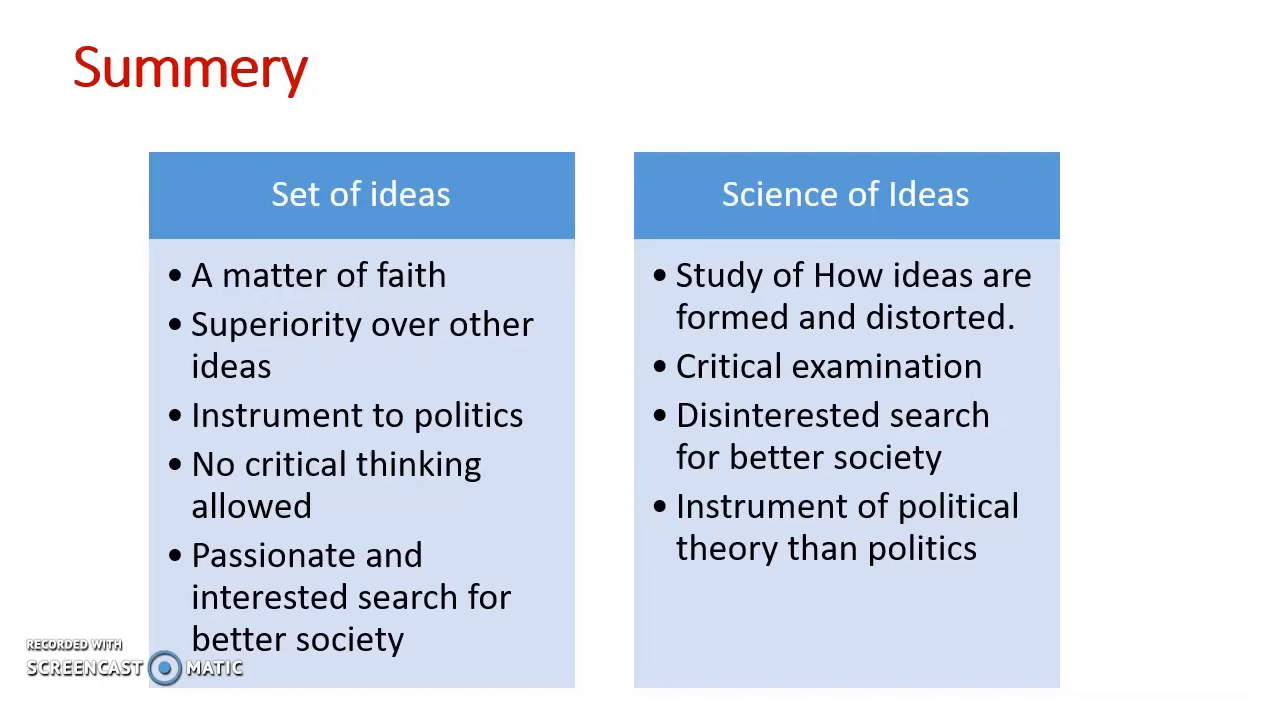 Summery
Set of ideas
• A matter of faith
• Superiority over other
ideas
• Instrument to politics
• No critical thinking
allowed
• Passionate and
interested search for
better society
Science of Ideas
• Study of How ideas are
formed and distorted.
• Critical examination
• Disinterested search
for better society
• Instrument of political
theory than politics
RECORDED WITH
SCREENCAST MATIC